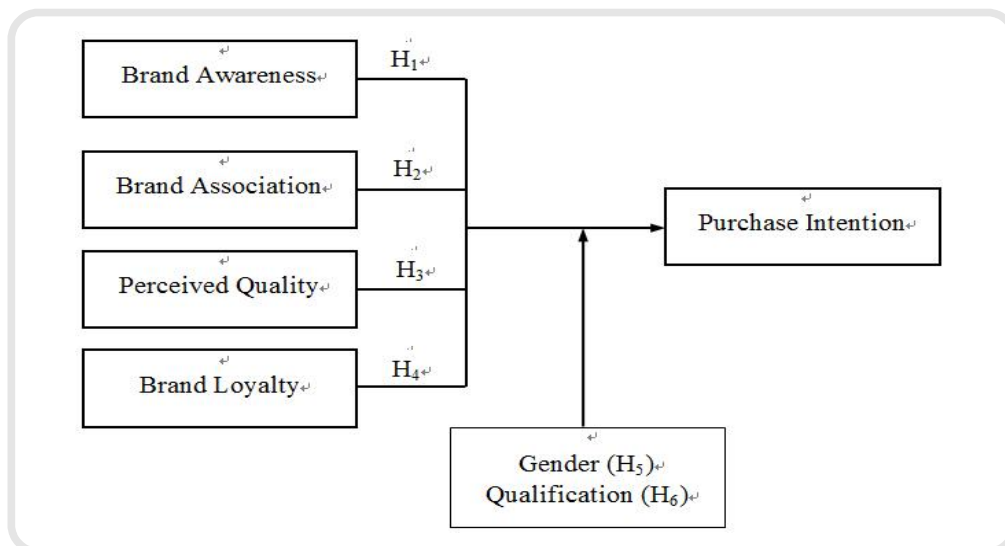 H₁
Brand Awareness
H₂
Brand Association
Purchase Intention
H₃
Perceived Quality
H₄
Brand Loyalty
Gender (H₅)
Qualification (H₆)